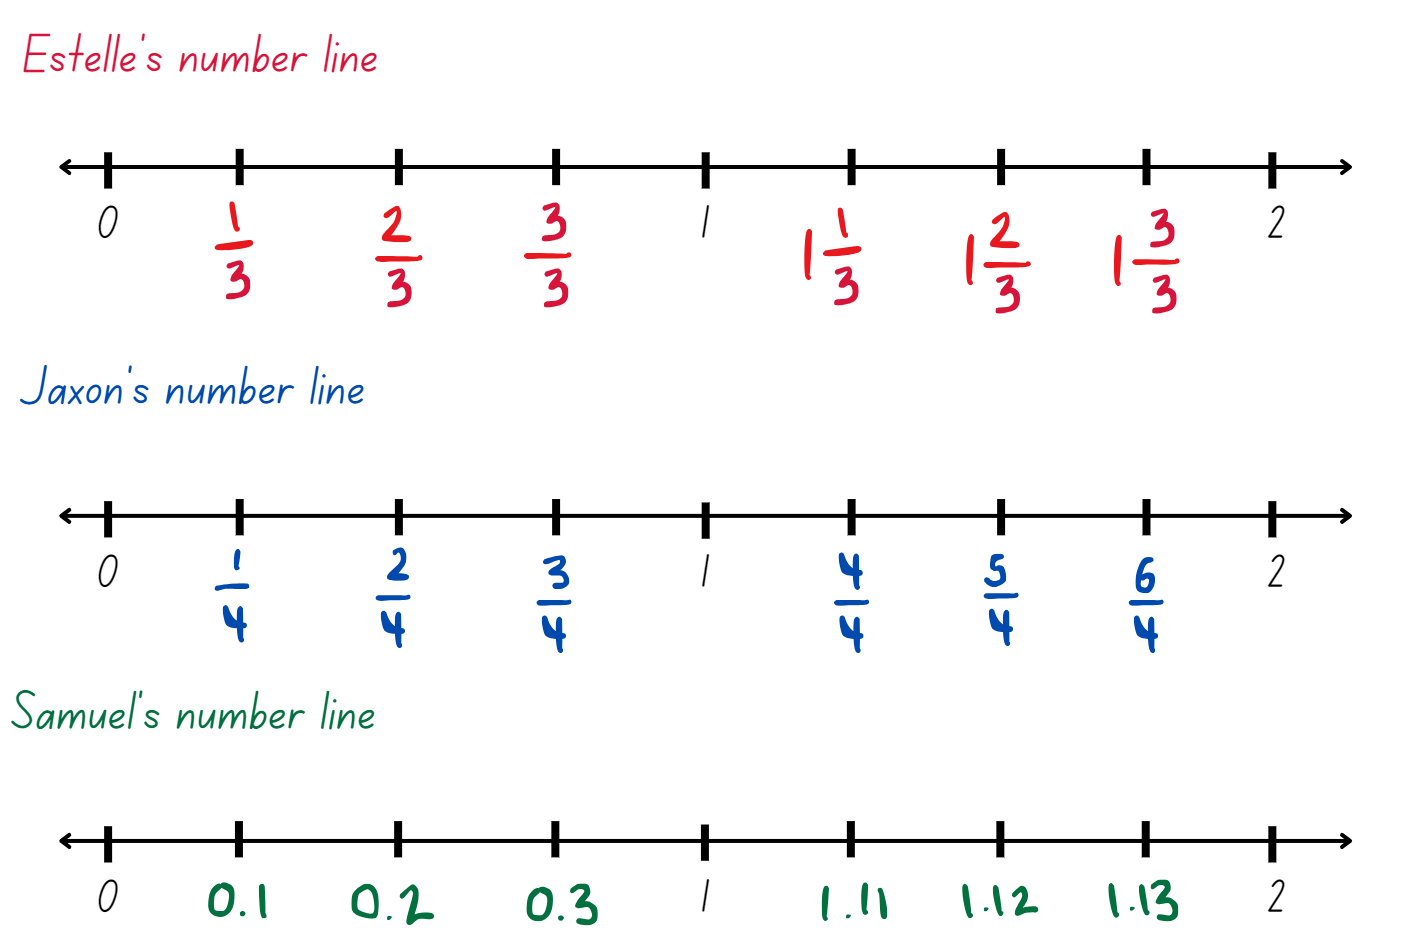 Estelle's number line
0 1/3 2/3 3/3 1 1 1/3 1 2/3 1 3/3 2
Jaxon's number line
0 1/4 2/4 3/4 1 4/4 5/4 6/4 2
Samuel's number line
0 0.1 0.2 0.3 1 1.11 1.12 1.13 2